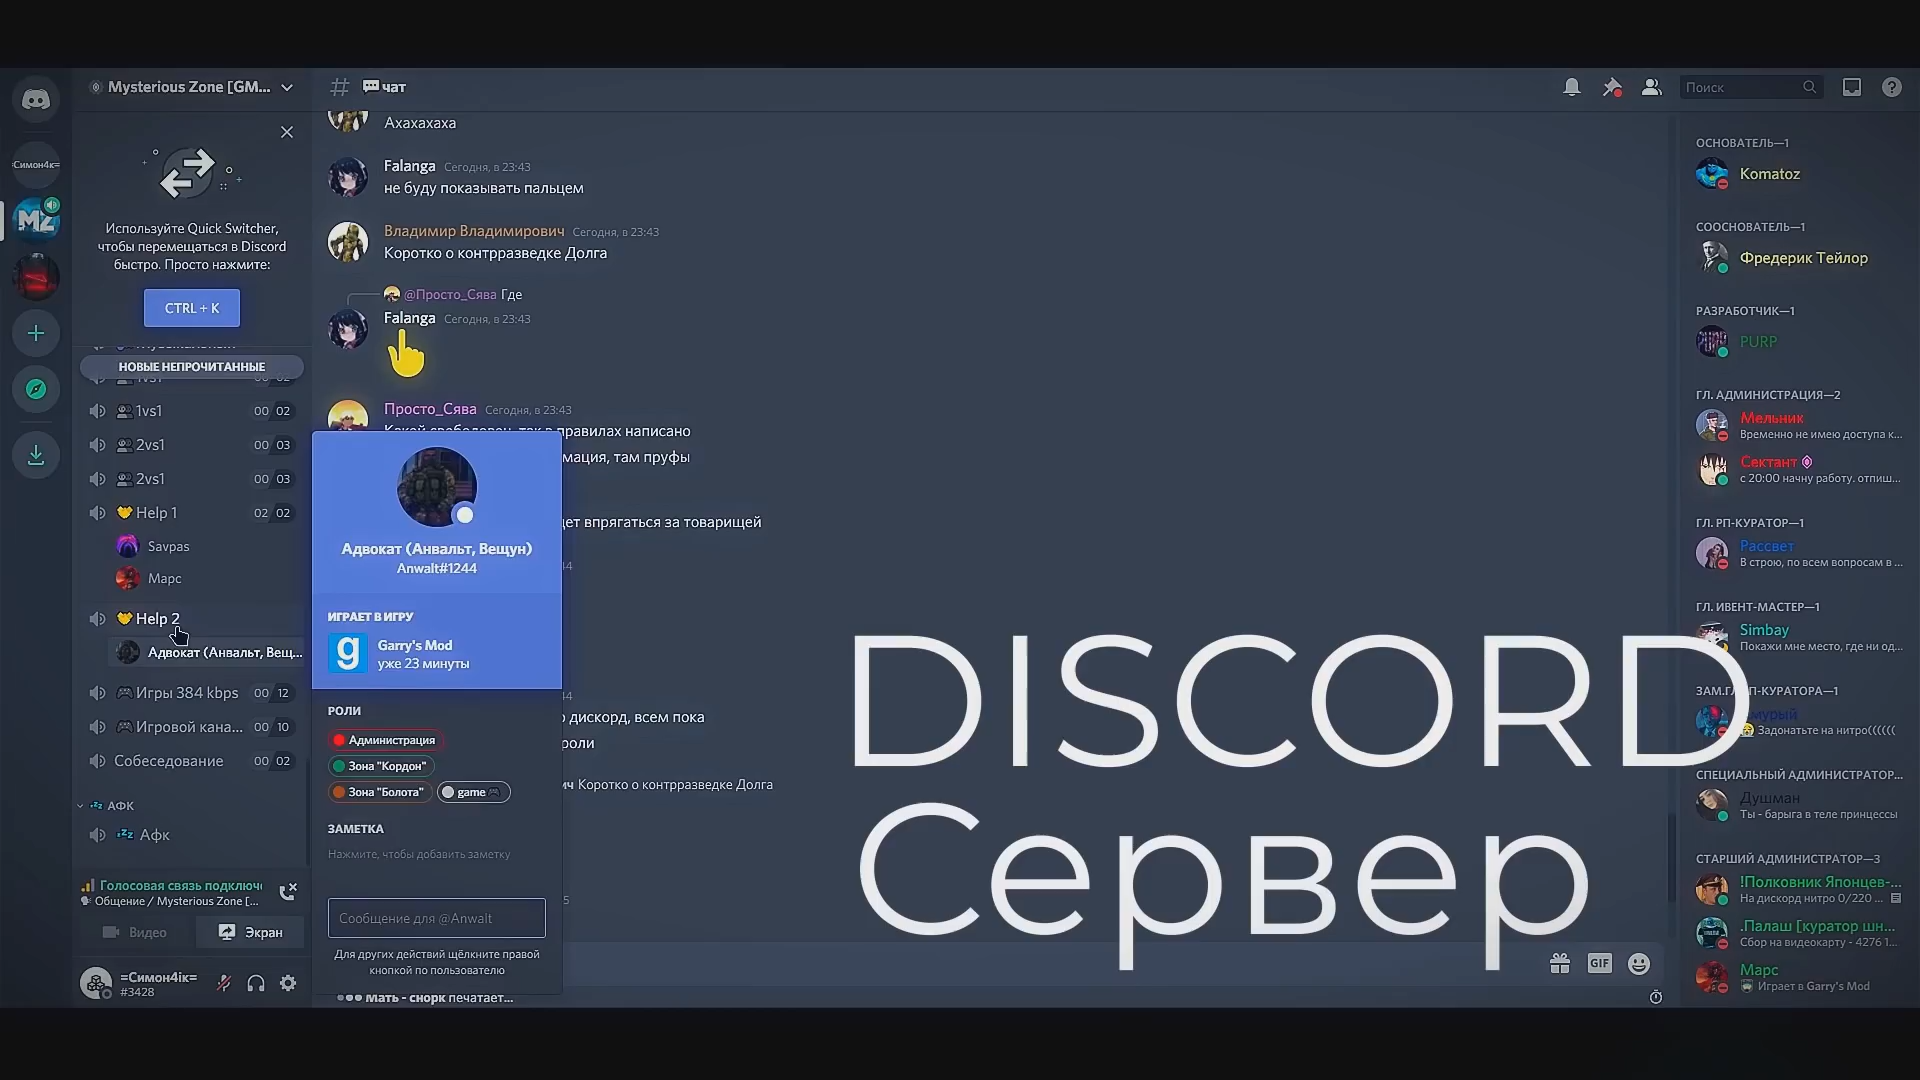 =Симон4ік=
MZ
Mysterious Zone [GM...
Используйте Quick Switcher,
чтобы перемещаться в Discord
быстро. Просто нажмите:
CTRL + K
НОВЫЕ НЕПРОЧИТАННЫЕ
1vs1
00 02
2vs1
00 03
2vs1
00 03
Help 1
02 02
Savpas
Марс
Help 2
Адвокат (Анвальт, Вещ...
Игры 384 kbps
00 12
Игровой кана...
00 10
Собеседование
00 02
АФК
Афк
Голосовая связь подключ
Общение / Mysterious Zone [...
Видео
Экран
=Симон4ік=
#3428
чат
Ахахахаха
Falanga Сегодня, в 23:43
не буду показывать пальцем
Владимир Владимирович Сегодня, в 23:43
Коротко о контрразведке Долга
@Просто_Сява Где
Falanga Сегодня, в 23:43
Просто_Сява Сегодня, в 23:43
правилах написано
мация, там пруфы
ет впрягаться за товарищей
44
44
дискорд, всем пока
роли
ич Коротко о контрразведке Долга
5
Адвокат (Анвальт, Вещун)
Anwalt#1244
ИГРАЕТ В ИГРУ
g
Garry's Mod
уже 23 минуты
РОЛИ
Администрация
Зона "Кордон"
Зона "Болота"
game
ЗАМЕТКА
Нажмите, чтобы добавить заметку
Сообщение для @Anwalt
Для других действий щёлкните правой
кнопкой по пользователю
Мать - снорк печатает...
GIF
DISCORD
Сервер
Поиск
ОСНОВАТЕЛЬ—1
Komatoz
СООСНОВАТЕЛЬ—1
Фредерик Тейлор
РАЗРАБОТЧИК—1
PURP
ГЛ. АДМИНИСТРАЦИЯ—2
Мельник
Временно не имею доступа к...
Сектант
с 20:00 начну работу. отпиш...
ГЛ. РП-КУРАТОР—1
Рассвет
В строю, по всем вопросам в ...
ГЛ. ИВЕНТ-МАСТЕР—1
Simbay
Покажи мне место, где ни од...
Задонатьте на нитро((((((
СПЕЦИАЛЬНЫЙ АДМИНИСТРАТОР...
Душман
Ты - барыга в теле принцессы
СТАРШИЙ АДМИНИСТРАТОР—3
!Полковник Японцев-...
На дискорд нитро 0/220 ...
.Палаш [куратор шн...
Сбор на видеокарту - 4276 1...
Марс
Играет в Garry's Mod